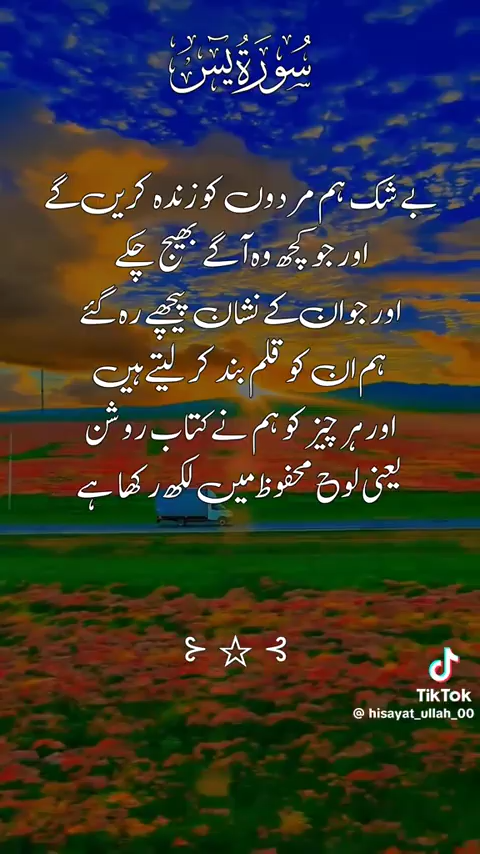 سُورَةُ يٰسٓ
بے شک ہم مردوں کو زندہ کریں گے
اور جو کچھ وہ آگے بھیج چکے
اور جو ان کے نشان پیچھے رہ گئے
ہم ان کو قلم بند کر لیتے ہیں
اور ہر چیز کو ہم نے کتاب روشن
یعنی لوح محفوظ میں لکھ رکھا ہے
TikTok
@ hisayat_ullah_00